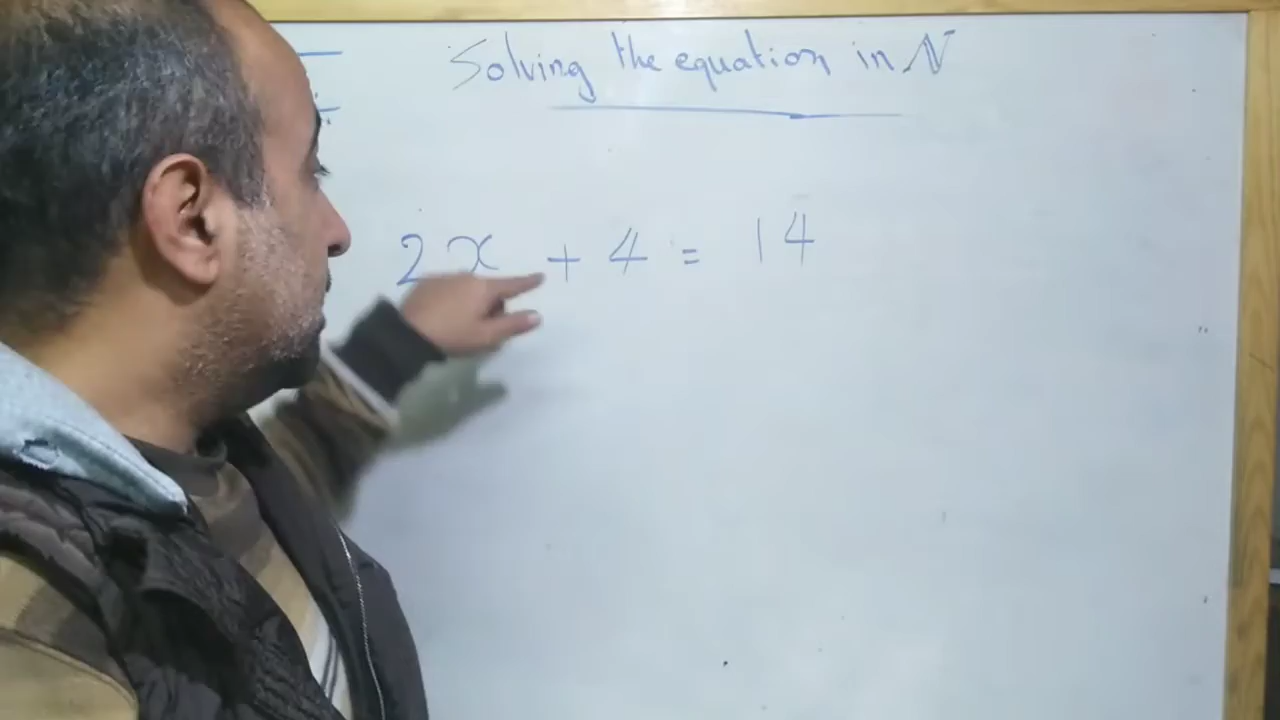 Solving the equation in ℕ
2x + 4 = 14